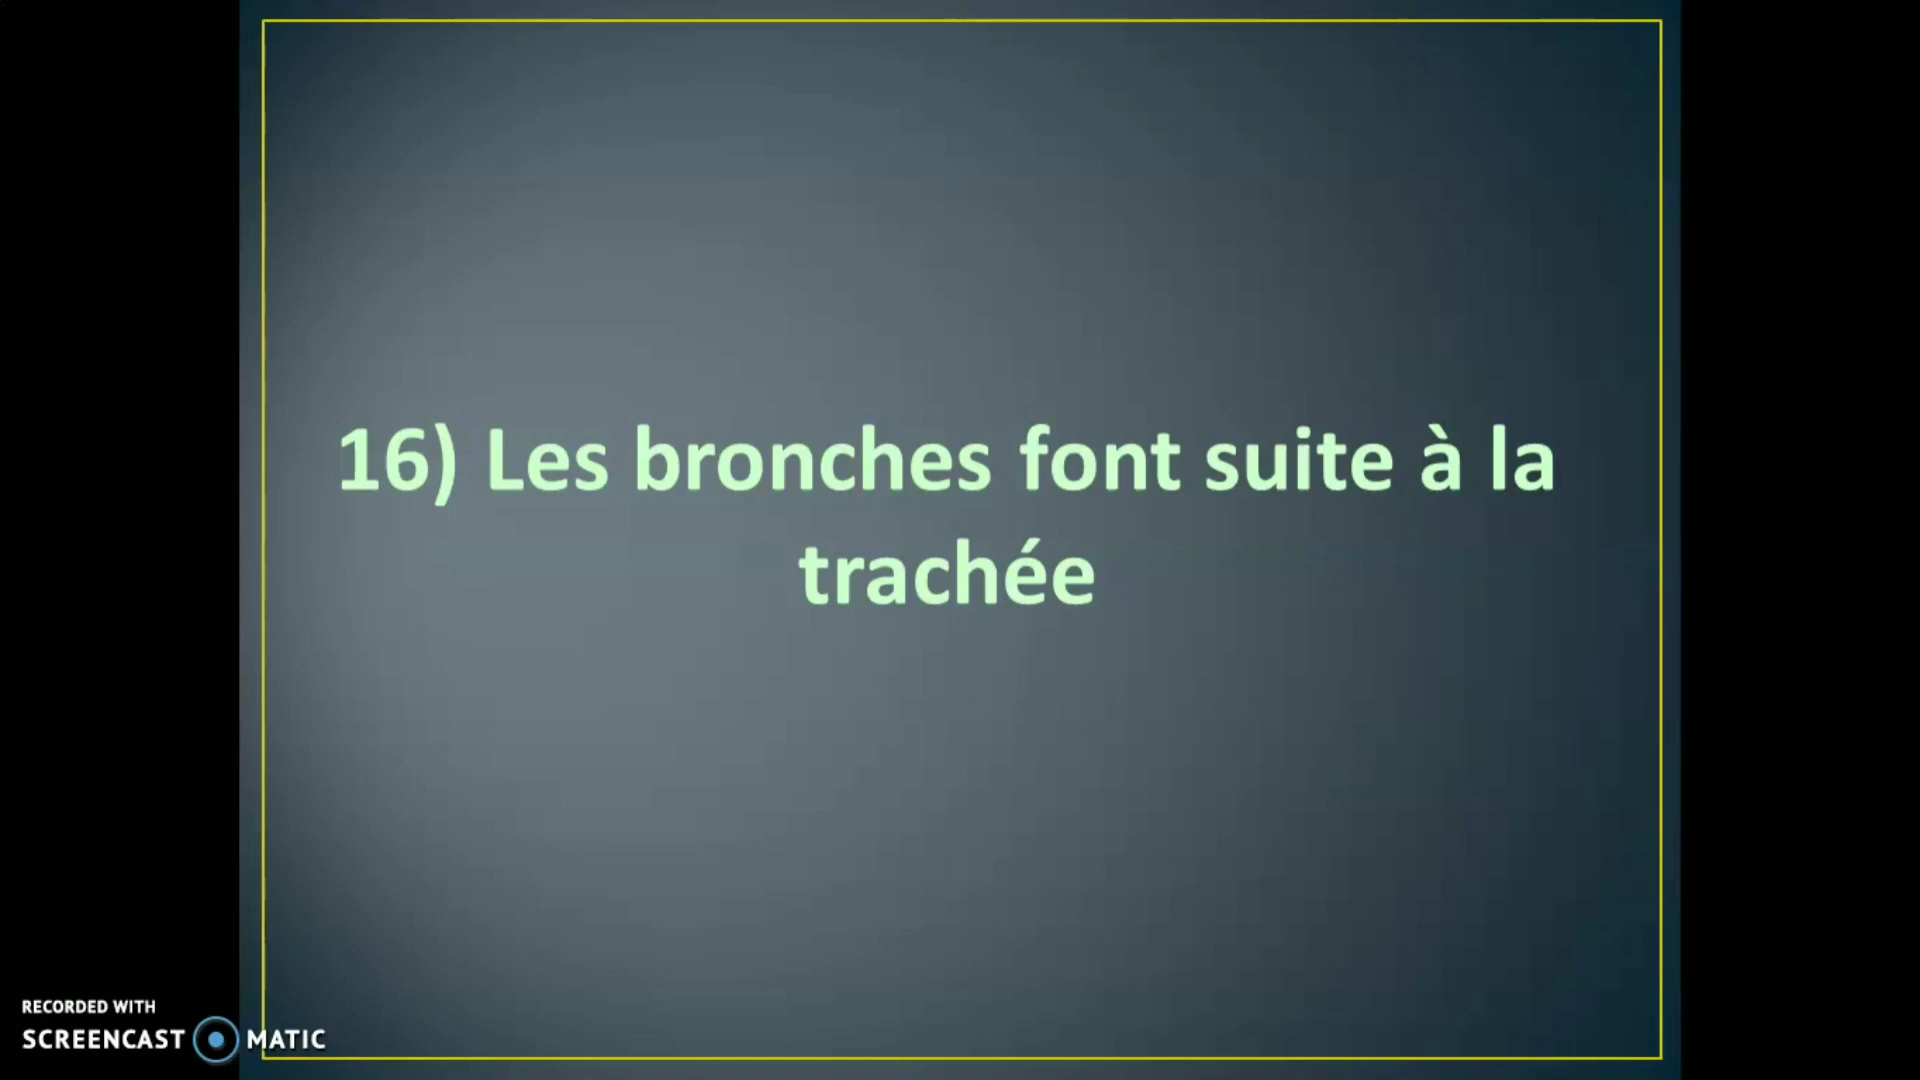 16) Les bronches font suite à la
trachée
RECORDED WITH
SCREENCAST MATIC